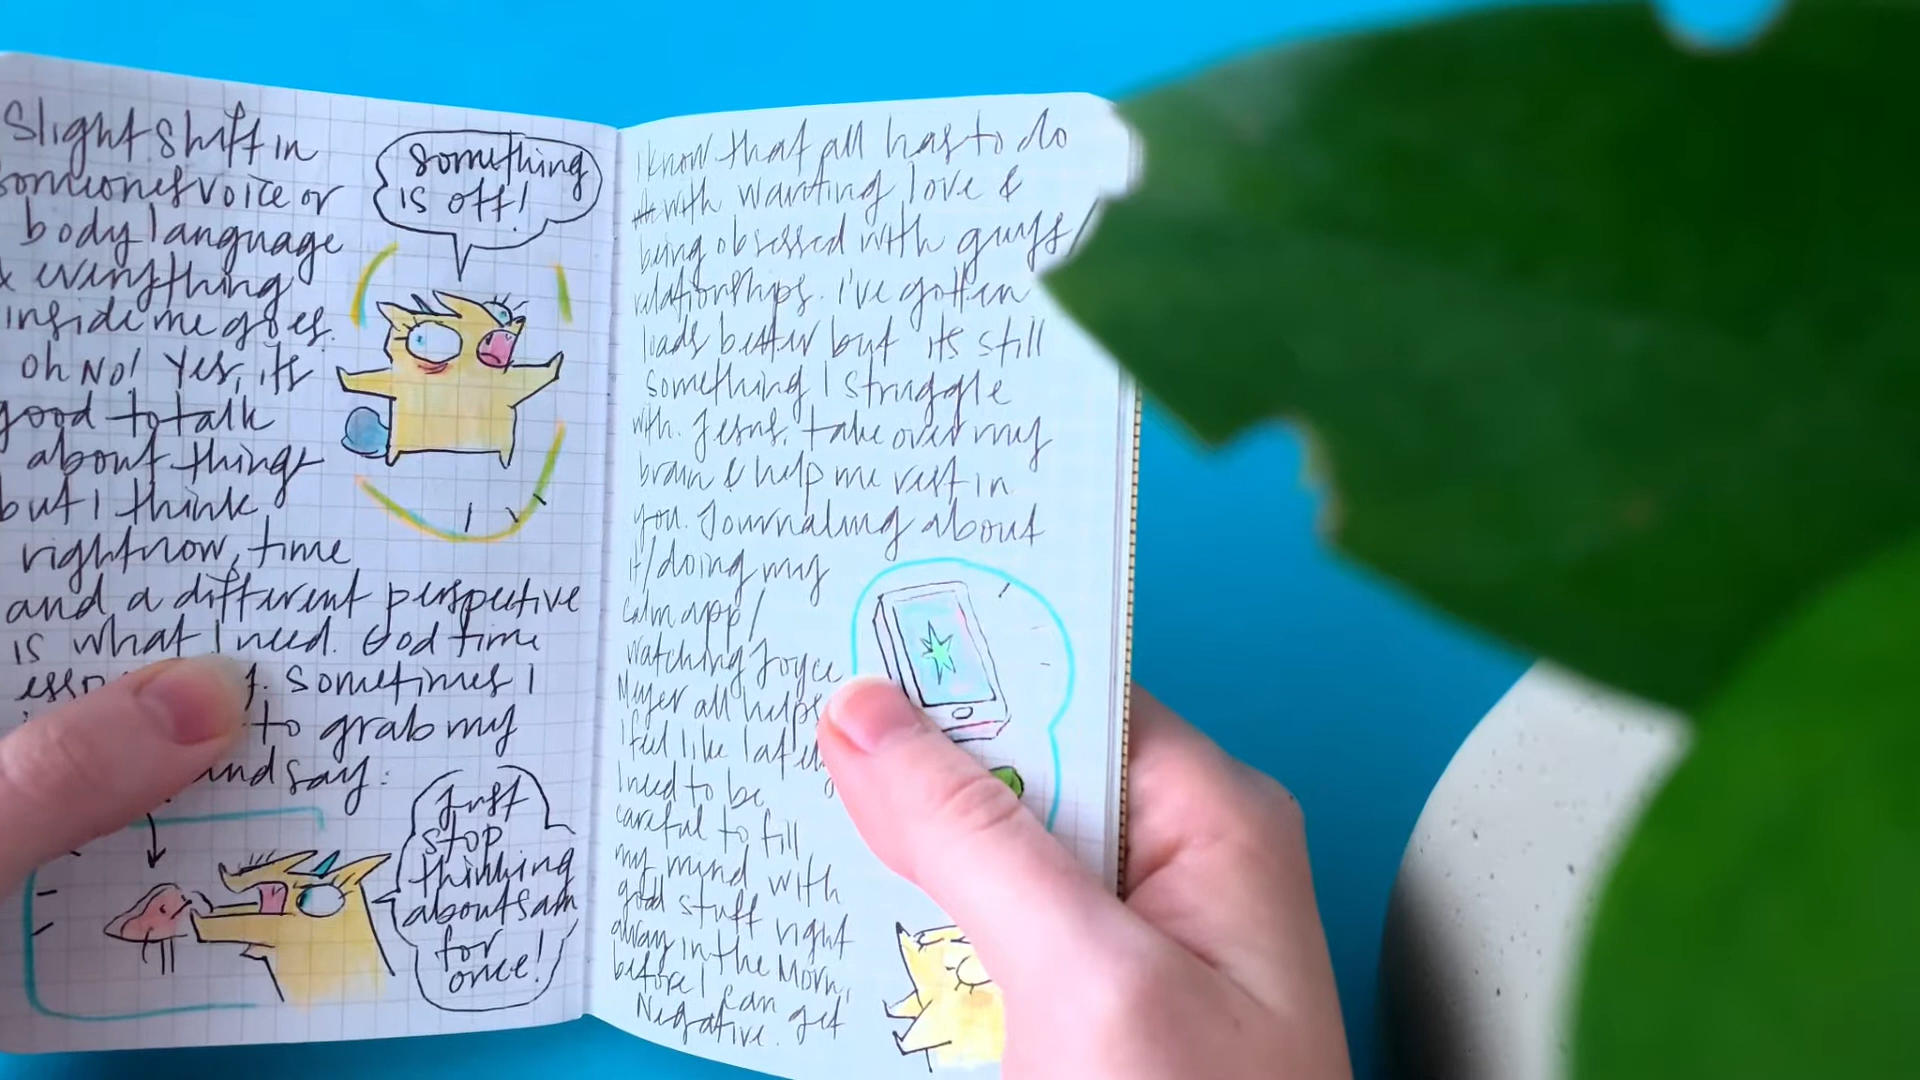 Slight shift in
someones voice or
body language
& everything
inside me goes.
oh NO! Yes, its
good to talk
about things
but I think
right now, time
and a different perspective
is what I need. God time
Sometimes I
to grab my
and say:
something
is off!
Just
stop
thinking
about Sam
for
once!
I know that all has to do
with wanting love &
being obsessed with guys/
relationships. I've gotten
loads better but its still
something I struggle
with. Jesus, take over my
brain & help me rest in
you. Journaling about
it/doing my
calm app/
watching Joyce
Meyer all helps
I feel like lately
I need to be
careful to fill
my mind with
good stuff right
away in the Morn,
before I can get
Negative.